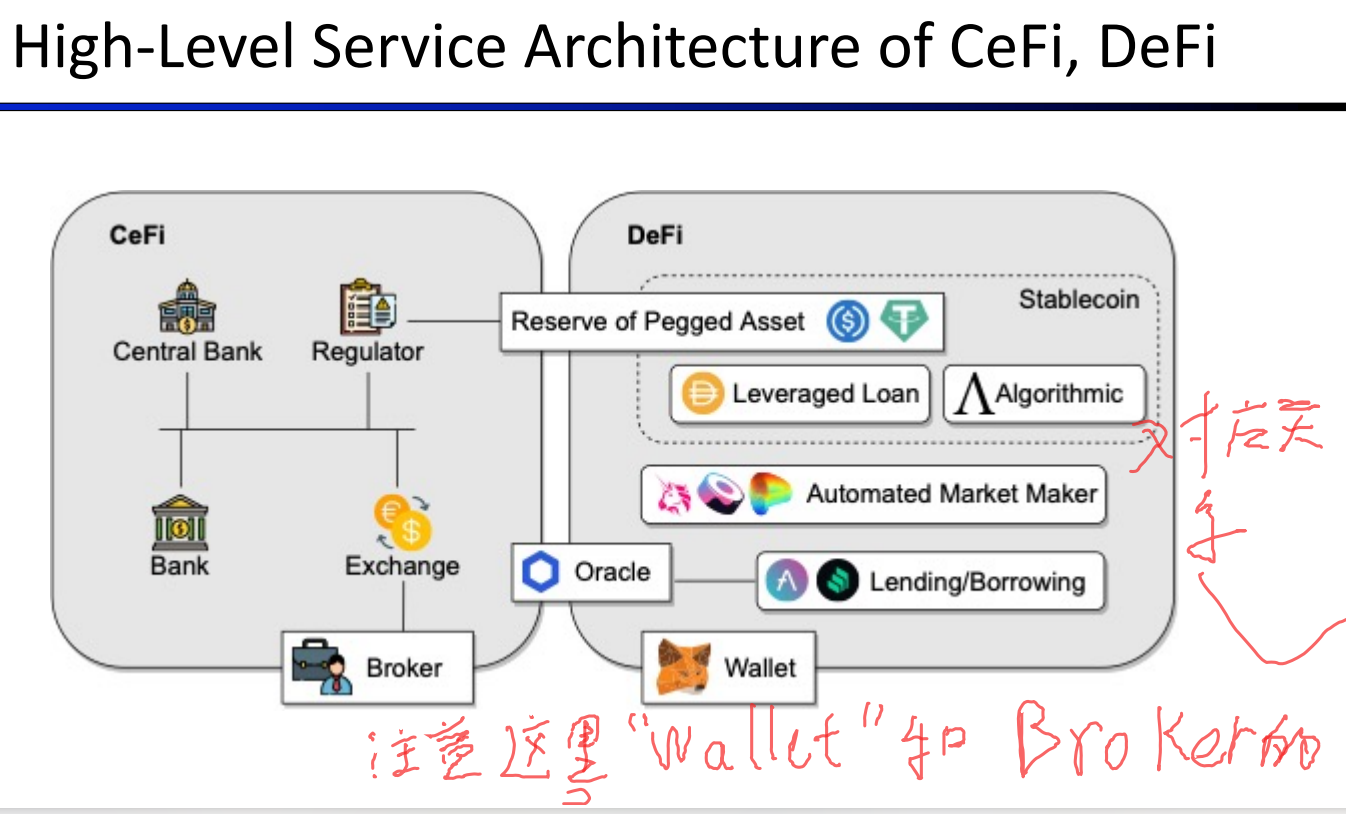 High-Level Service Architecture of CeFi, DeFi
CeFi
Central Bank
Regulator
Bank
Exchange
Broker
DeFi
Stablecoin
Reserve of Pegged Asset
Leveraged Loan
Algorithmic
Automated Market Maker
Oracle
Lending/Borrowing
Wallet
注意这里“Wallet”和 Broker的
对应关
系